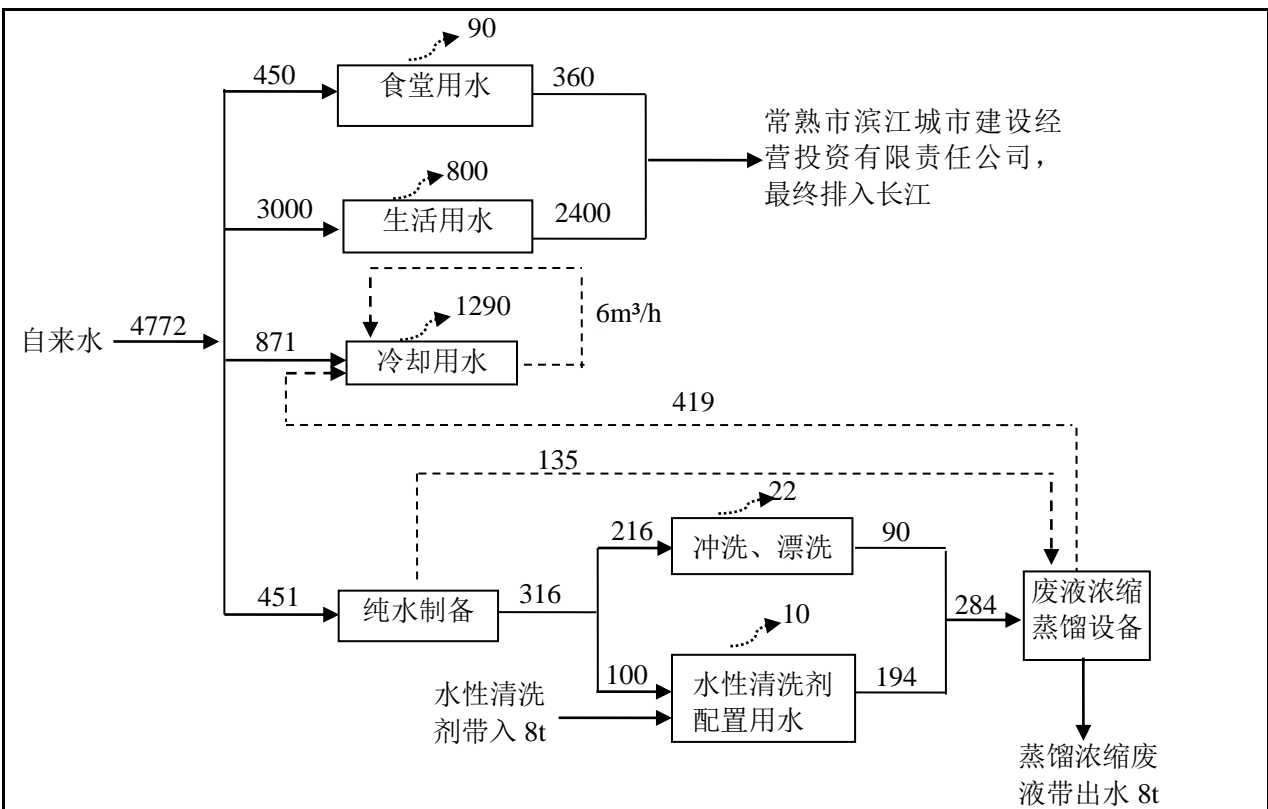 90
450
食堂用水
360
常熟市滨江城市建设经
营投资有限责任公司，
最终排入长江
800
3000
生活用水
2400
1290
6m³/h
自来水
4772
871
冷却用水
419
135
22
216
冲洗、漂洗
90
451
纯水制备
316
284
废液浓缩
蒸馏设备
10
100
水性清洗剂
配置用水
194
水性清洗
剂带入 8t
蒸馏浓缩废
液带出水 8t